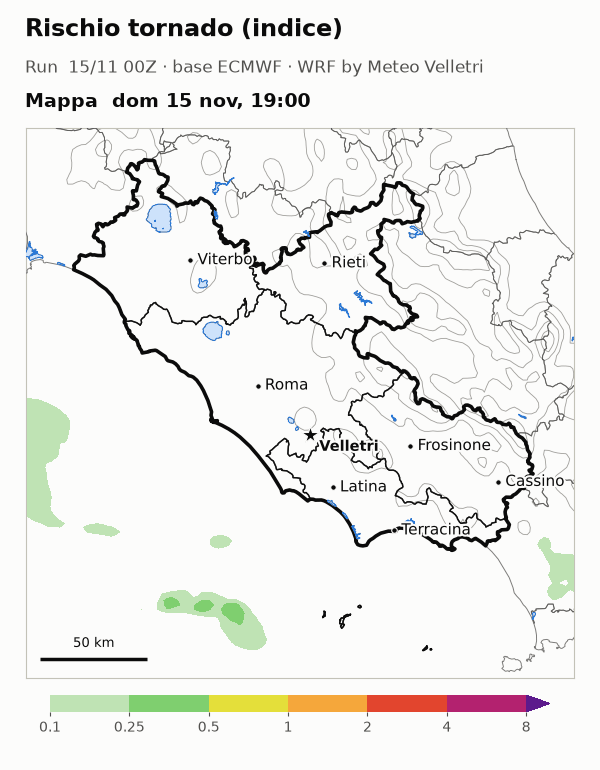 Rischio tornado (indice)
Run  15/11 00Z · base ECMWF · WRF by Meteo Velletri
Mappa  dom 15 nov, 19:00
Viterbo
Rieti
Roma
Velletri
Frosinone
Cassino
Latina
Terracina
50 km
0.1 0.25 0.5 1 2 4 8